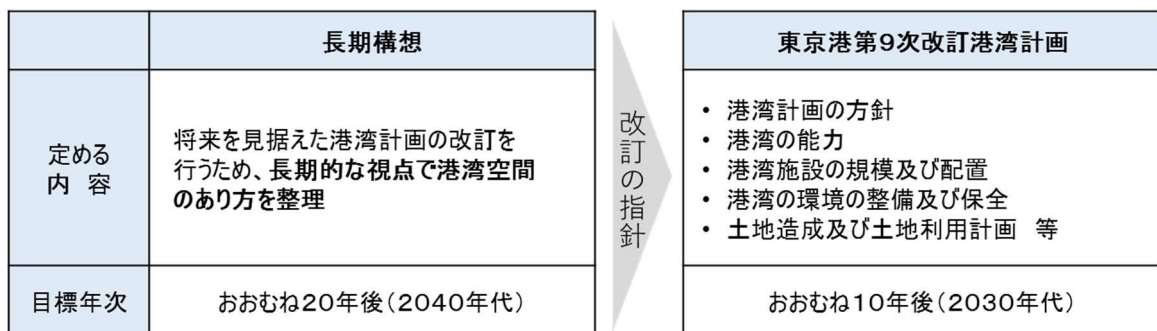 長期構想
定める
内　容
将来を見据えた港湾計画の改訂を
行うため、長期的な視点で港湾空間
のあり方を整理
目標年次
おおむね20年後（2040年代）
改訂の指針
東京港第9次改訂港湾計画
• 港湾計画の方針
• 港湾の能力
• 港湾施設の規模及び配置
• 港湾の環境の整備及び保全
• 土地造成及び土地利用計画　等
おおむね10年後（2030年代）